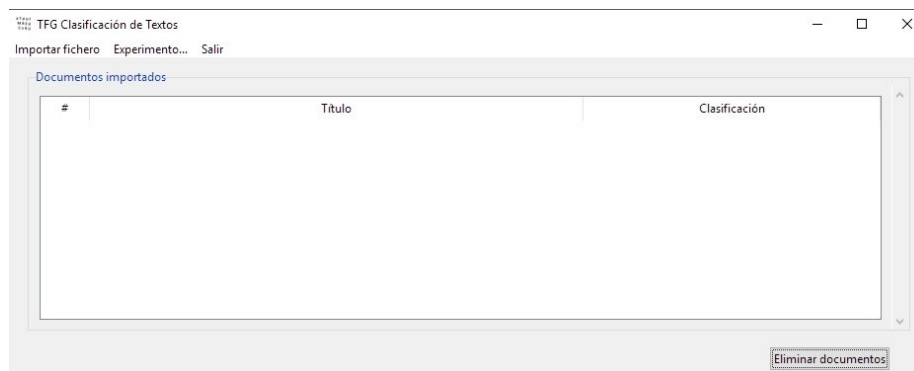 TFG Clasificación de Textos
Importar fichero Experimento... Salir
Documentos importados
# Título Clasificación
Eliminar documentos